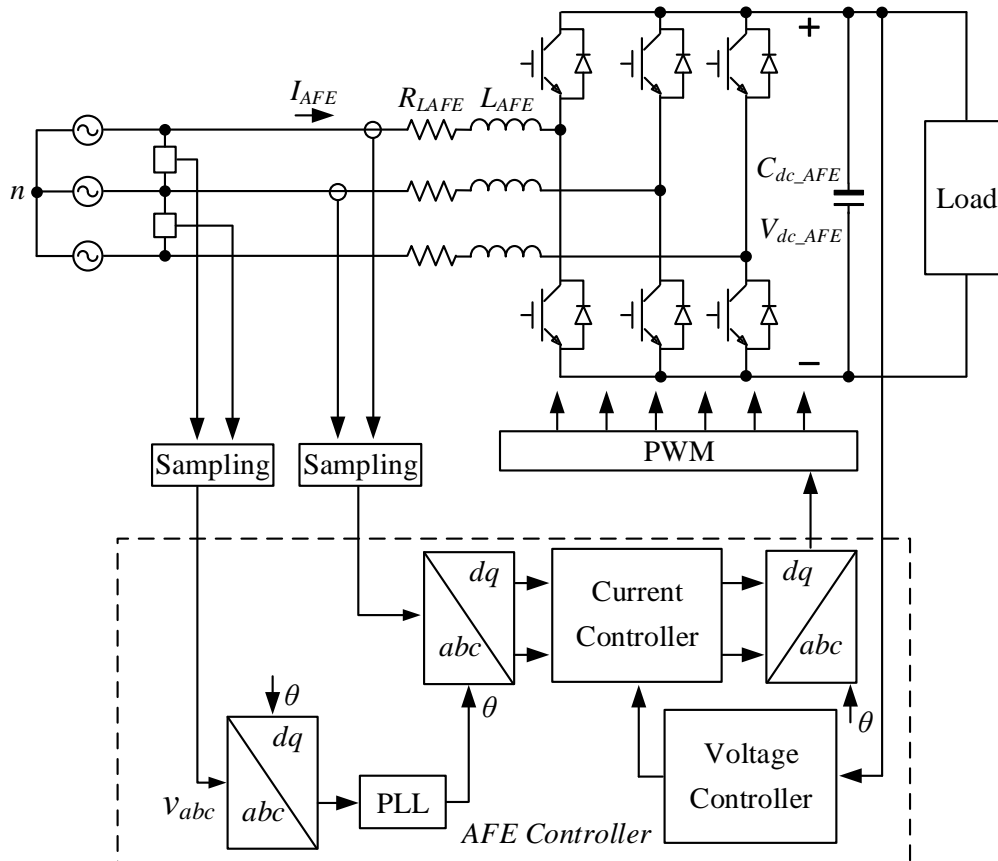 +
I_AFE
R_LAFE
L_AFE
n
C_dc_AFE
V_dc_AFE
Load
−
PWM
Sampling
Sampling
dq
abc
Current
Controller
dq
abc
θ
θ
θ
dq
abc
v_abc
PLL
Voltage
Controller
AFE Controller